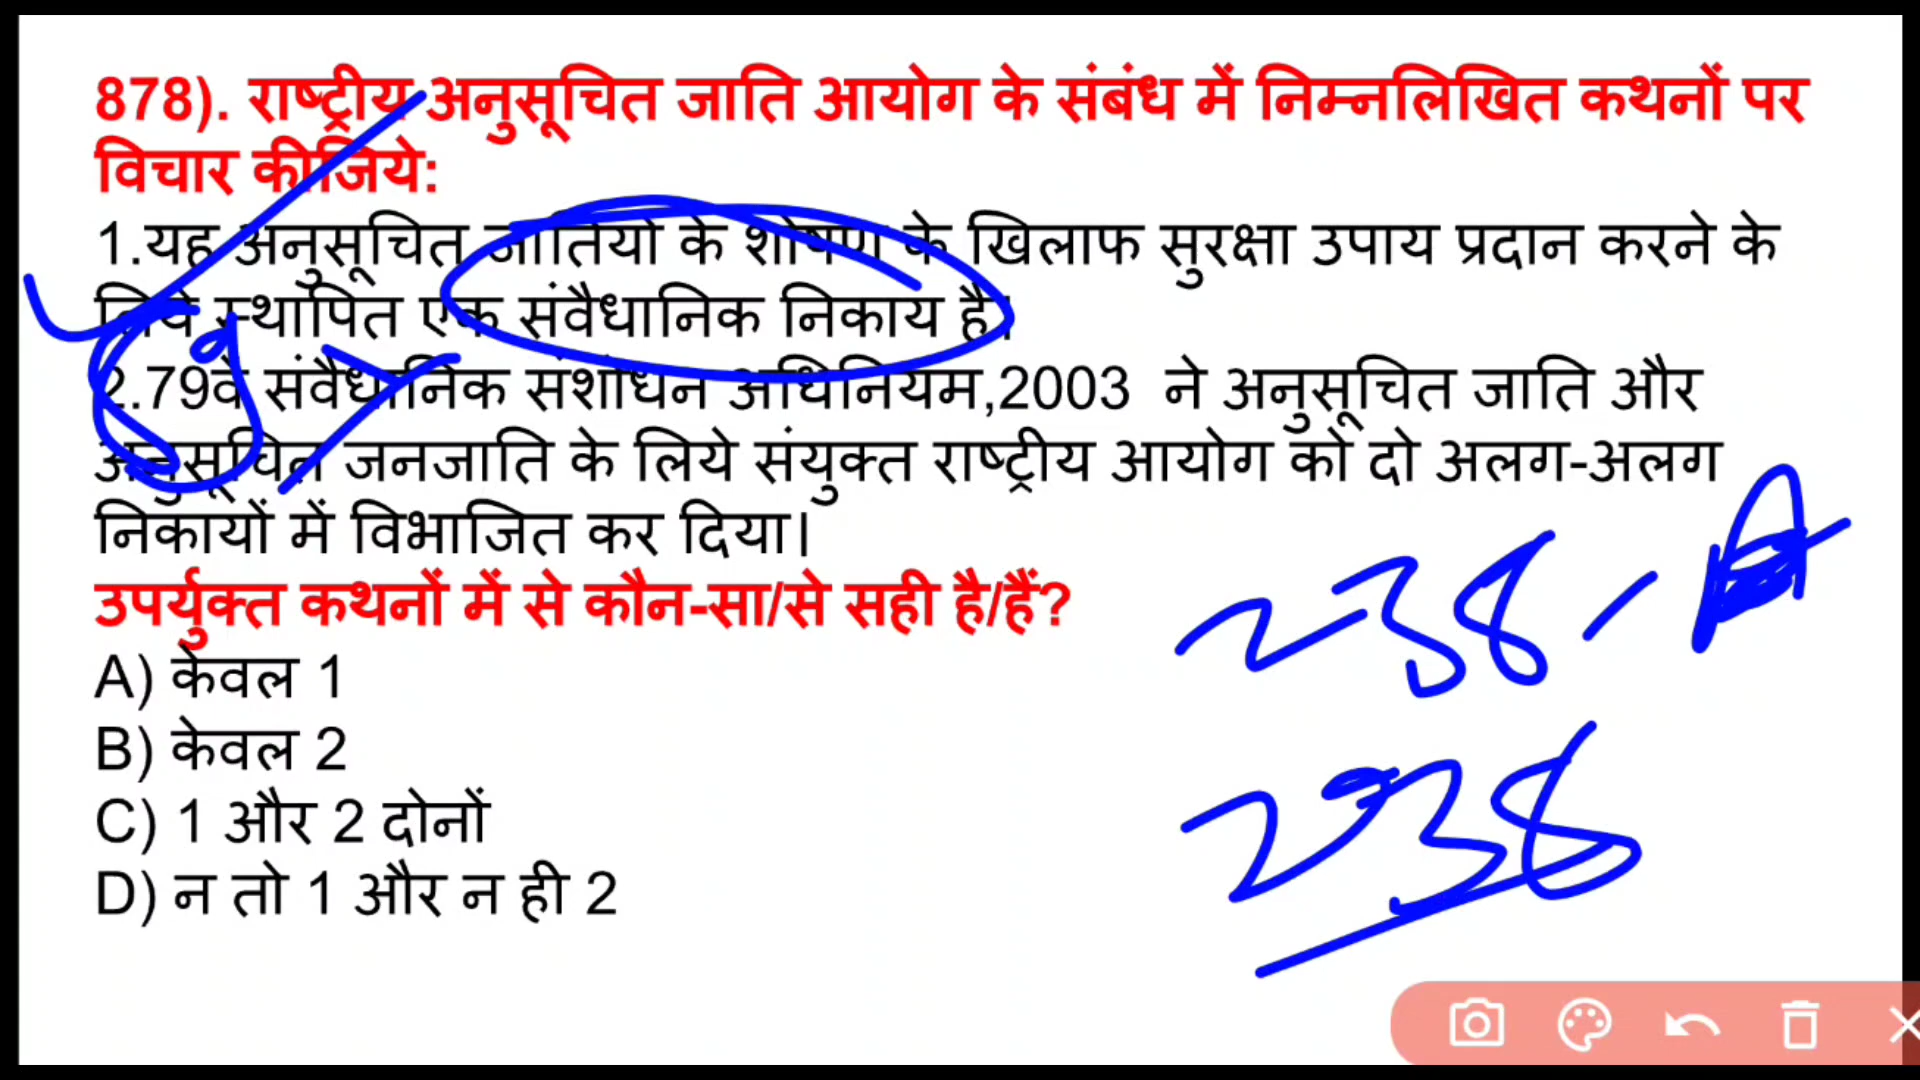 878). राष्ट्रीय अनुसूचित जाति आयोग के संबंध में निम्नलिखित कथनों पर
विचार कीजिये:
1.यह अनुसूचित जातियों के शोषण के खिलाफ सुरक्षा उपाय प्रदान करने के
लिये स्थापित एक संवैधानिक निकाय है।
2.79वें संवैधानिक संशोधन अधिनियम,2003 ने अनुसूचित जाति और
अनुसूचित जनजाति के लिये संयुक्त राष्ट्रीय आयोग को दो अलग-अलग
निकायों में विभाजित कर दिया।
238
उपर्युक्त कथनों में से कौन-सा/से सही है/हैं?
A) केवल 1
B) केवल 2
238
C) 1 और 2 दोनों
D) न तो 1 और न ही 2